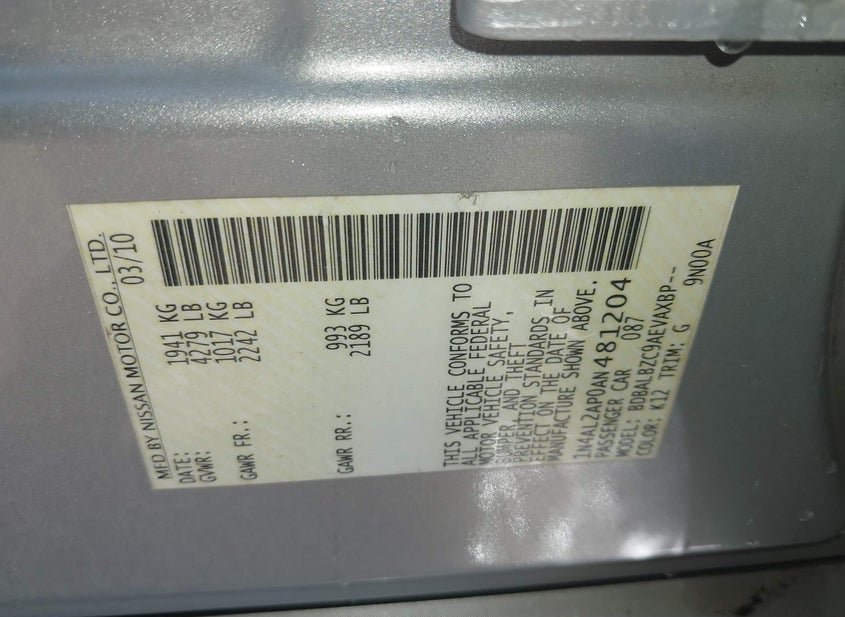 MFD BY NISSAN MOTOR CO., LTD.
DATE: 03/10
GVWR: 1941 KG
4279 LB
GAWR FR.: 1017 KG
2242 LB
GAWR RR.: 993 KG
2189 LB
THIS VEHICLE CONFORMS TO
ALL APPLICABLE FEDERAL
MOTOR VEHICLE SAFETY,
BUMPER, AND THEFT
PREVENTION STANDARDS IN
EFFECT ON THE DATE OF
MANUFACTURE SHOWN ABOVE.
1N4AL2AP0AN481204
PASSENGER CAR 087
MODEL: BDBALBZC9AEVAXBP--
COLOR: K12 TRIM: G 9N00A